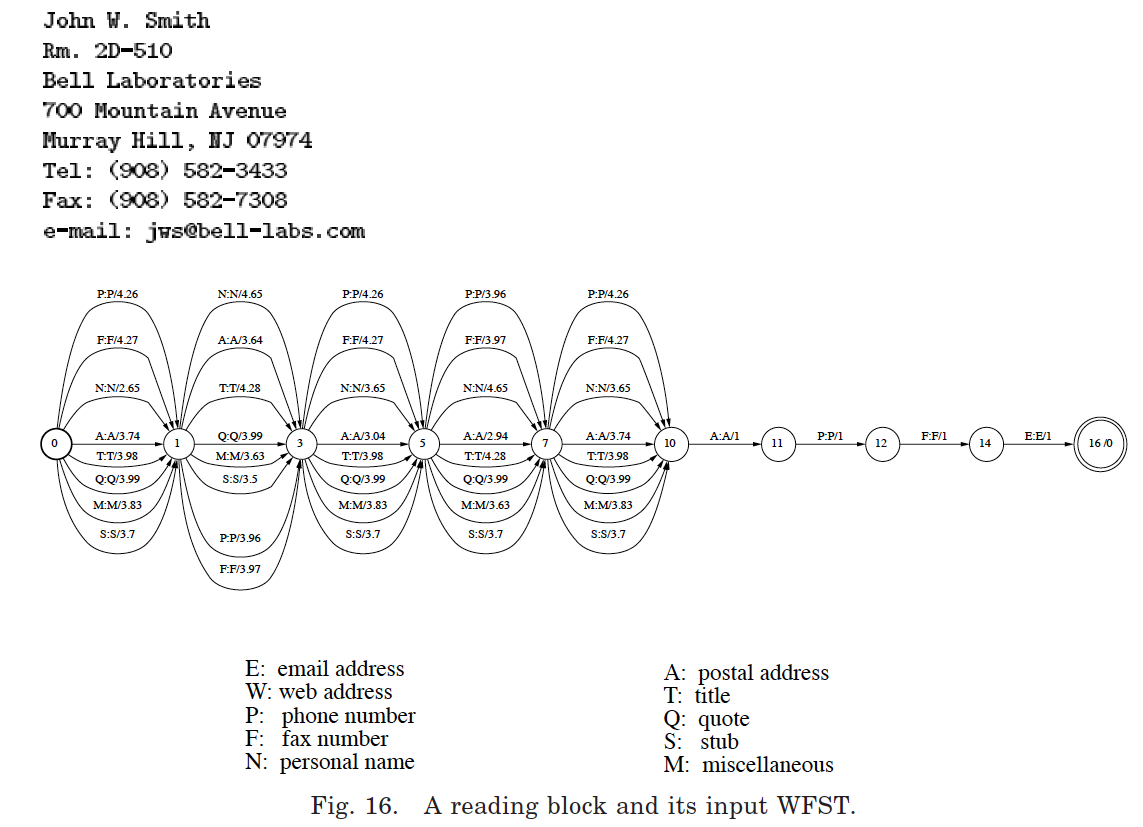 John W. Smith
Rm. 2D-510
Bell Laboratories
700 Mountain Avenue
Murray Hill, NJ 07974
Tel: (908) 582-3433
Fax: (908) 582-7308
e-mail: jws@bell-labs.com
P:P/4.26 N:N/4.65 P:P/4.26 P:P/3.96 P:P/4.26
F:F/4.27 A:A/3.64 F:F/4.27 F:F/3.97 F:F/4.27
N:N/2.65 T:T/4.28 N:N/3.65 N:N/4.65 N:N/3.65
0 A:A/3.74 1 Q:Q/3.99 3 A:A/3.04 5 A:A/2.94 7 A:A/3.74 10 A:A/1 11 P:P/1 12 F:F/1 14 E:E/1 16 /0
T:T/3.98 M:M/3.63 T:T/3.98 T:T/4.28 T:T/3.98
Q:Q/3.99 S:S/3.5 Q:Q/3.99 Q:Q/3.99 Q:Q/3.99
M:M/3.83 M:M/3.83 M:M/3.63 M:M/3.83
S:S/3.7 P:P/3.96 S:S/3.7 S:S/3.7 S:S/3.7
F:F/3.97
E: email address
W: web address
P: phone number
F: fax number
N: personal name
A: postal address
T: title
Q: quote
S: stub
M: miscellaneous
Fig. 16. A reading block and its input WFST.